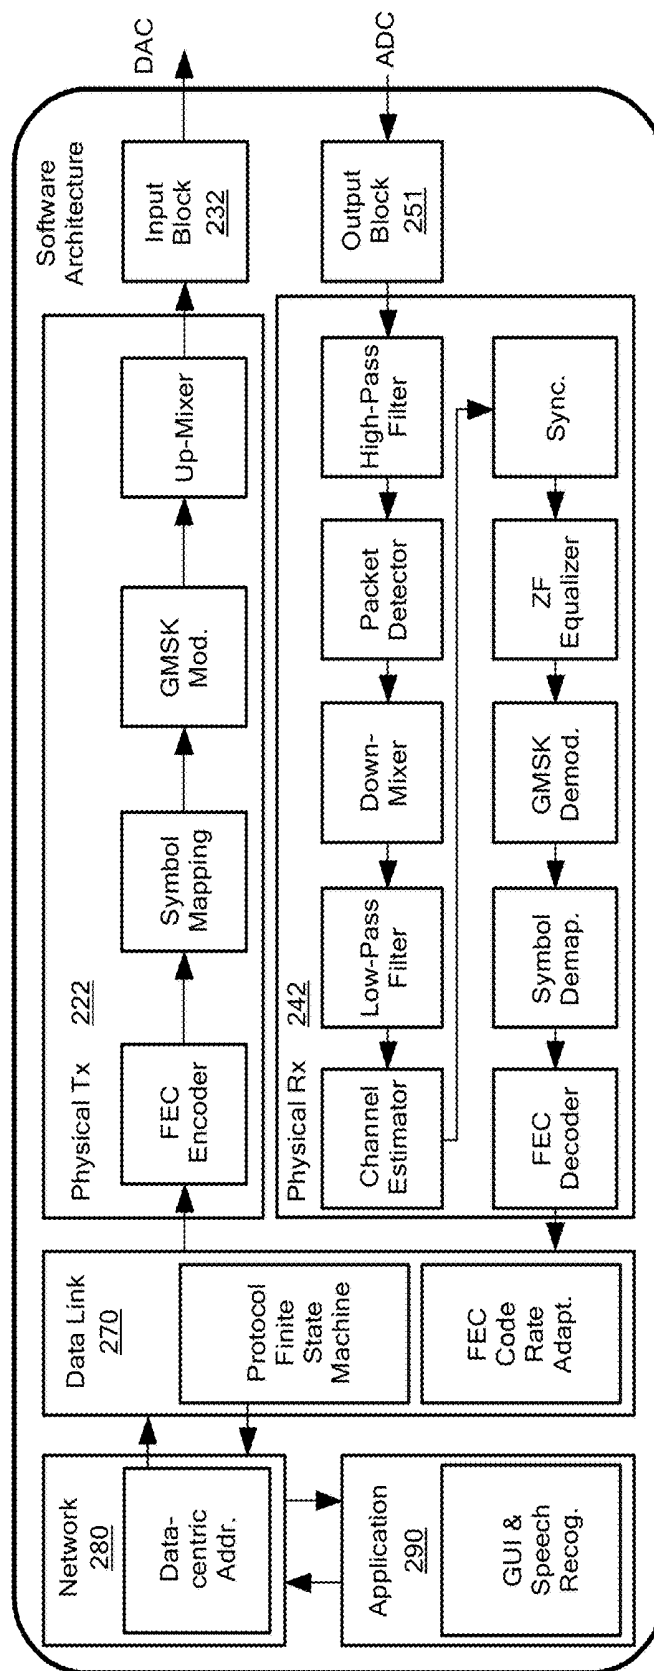 Software
Architecture
DAC
ADC
Network
280
Data-
centric
Addr.
Application
290
GUI &
Speech
Recog.
Data Link
270
Protocol
Finite
State
Machine
FEC
Code
Rate
Adapt.
Physical Tx
222
FEC
Encoder
Symbol
Mapping
GMSK
Mod.
Up-Mixer
Input
Block
232
Physical Rx
242
Output
Block
251
High-Pass
Filter
Packet
Detector
Down-
Mixer
Low-Pass
Filter
Channel
Estimator
Sync.
ZF
Equalizer
GMSK
Demod.
Symbol
Demap.
FEC
Decoder